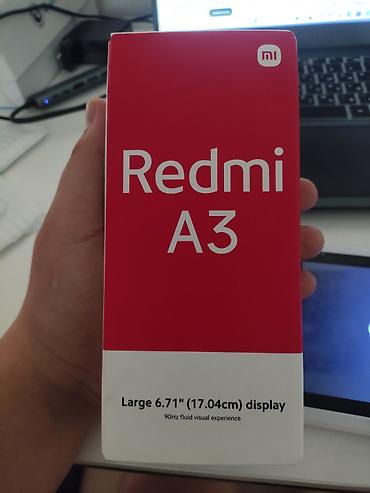 mi
Redmi
A3
Large 6.71" (17.04cm) display
90Hz fluid visual experience